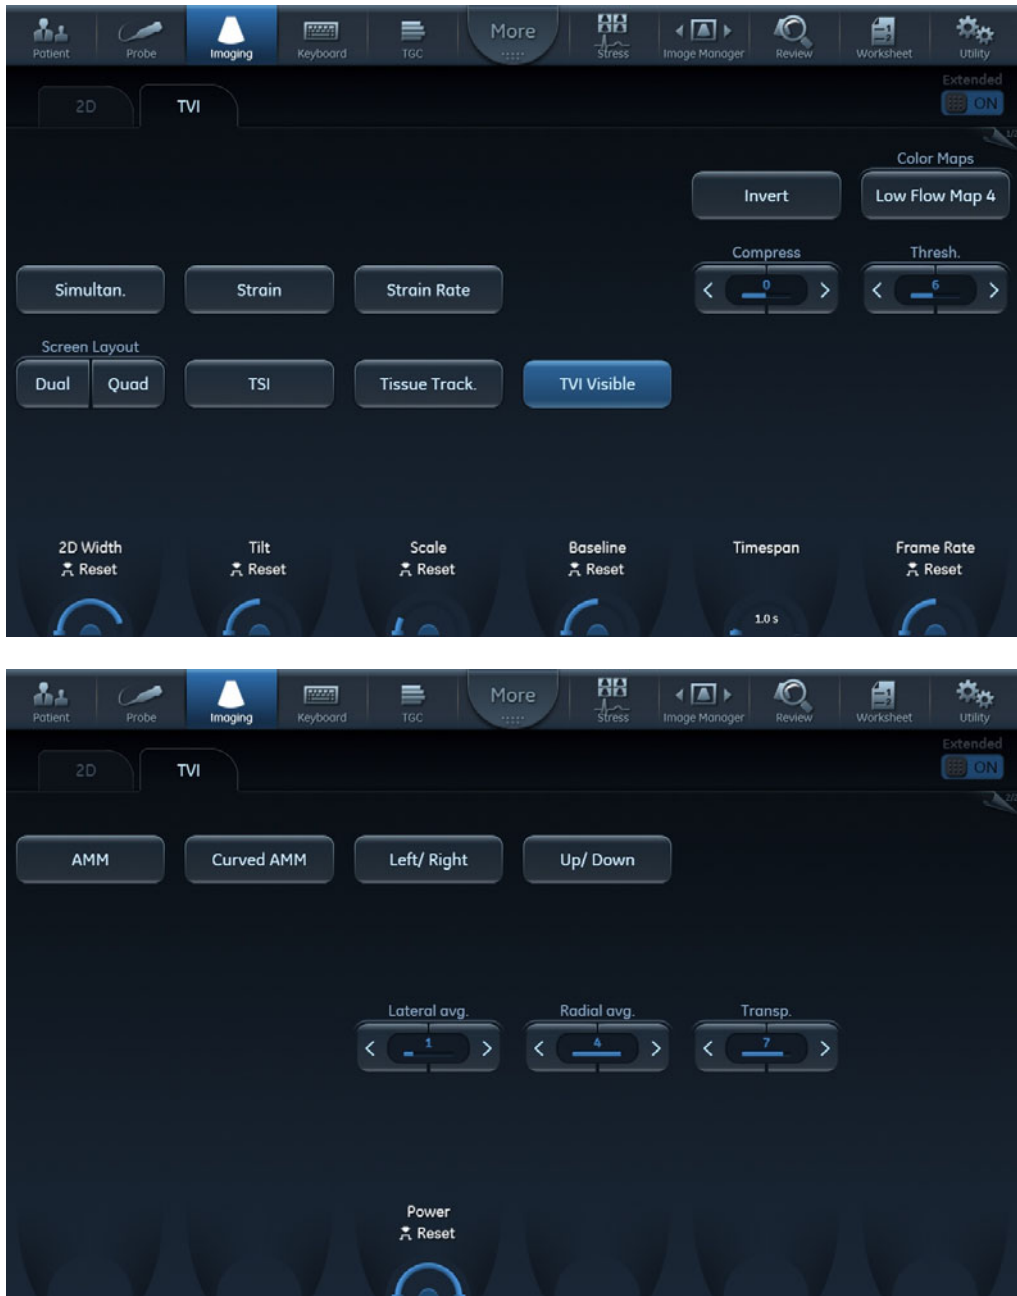 Patient Probe Imaging Keyboard TGC More Stress Image Manager Review Worksheet Utility
Extended
2D TVI ON
1/2
Color Maps
Invert Low Flow Map 4
Compress Thresh.
Simultan. Strain Strain Rate 0 6
Screen Layout
Dual Quad TSI Tissue Track. TVI Visible
2D Width Tilt Scale Baseline Timespan Frame Rate
Reset Reset Reset Reset Reset
1.0 s
Patient Probe Imaging Keyboard TGC More Stress Image Manager Review Worksheet Utility
Extended
2D TVI ON
2/2
AMM Curved AMM Left/ Right Up/ Down
Lateral avg. Radial avg. Transp.
1 4 7
Power
Reset